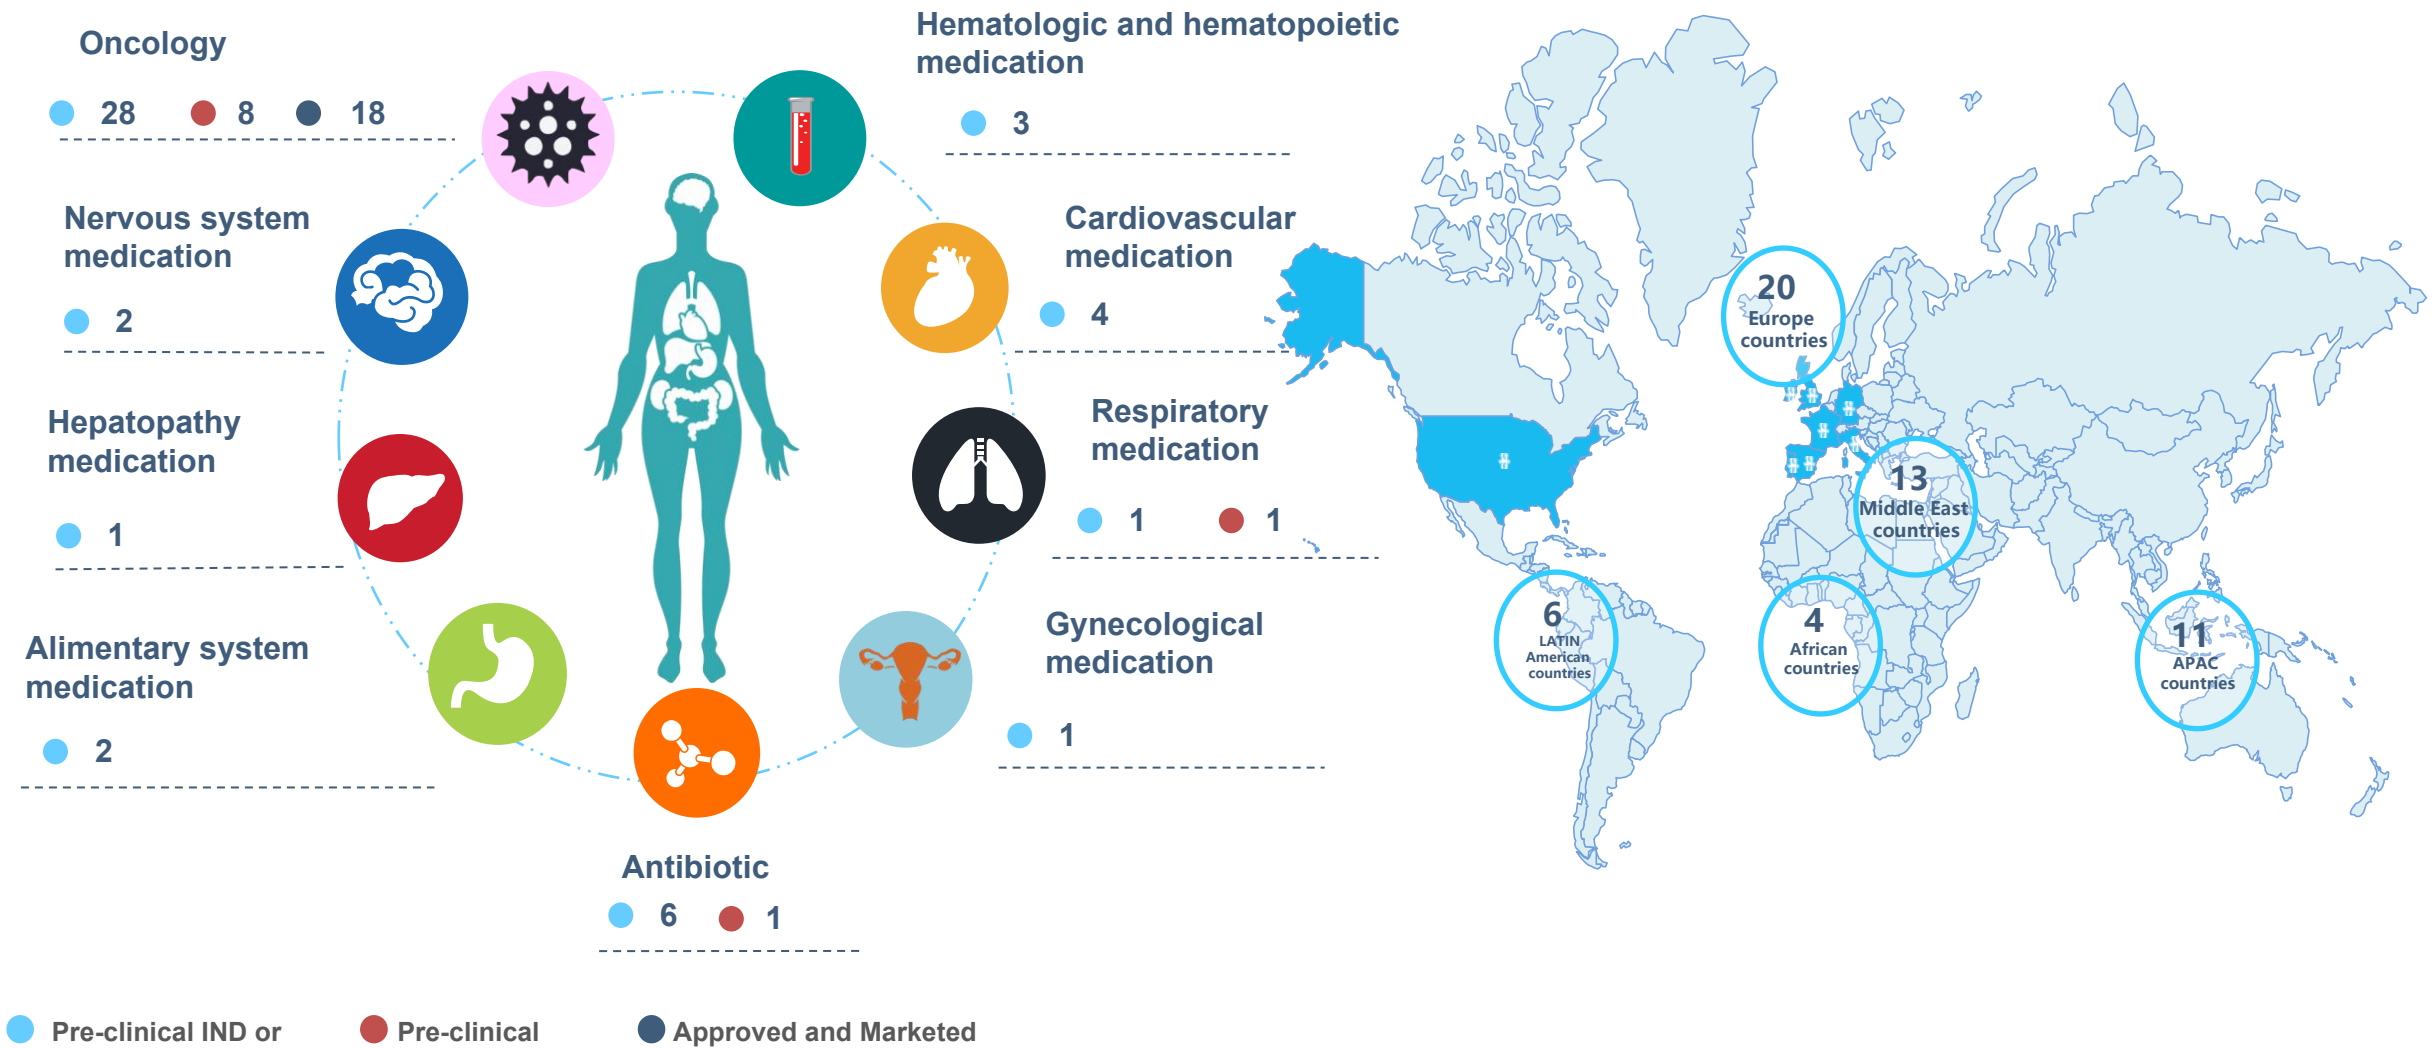 Oncology
28 8 18
Nervous system
medication
2
Hepatopathy
medication
1
Alimentary system
medication
2
Antibiotic
6 1
Hematologic and hematopoietic
medication
3
Cardiovascular
medication
4
Respiratory
medication
1 1
Gynecological
medication
1
20
Europe
countries
13
Middle East
countries
6
LATIN
American
countries
4
African
countries
11
APAC
countries
Pre-clinical IND or
Pre-clinical
Approved and Marketed